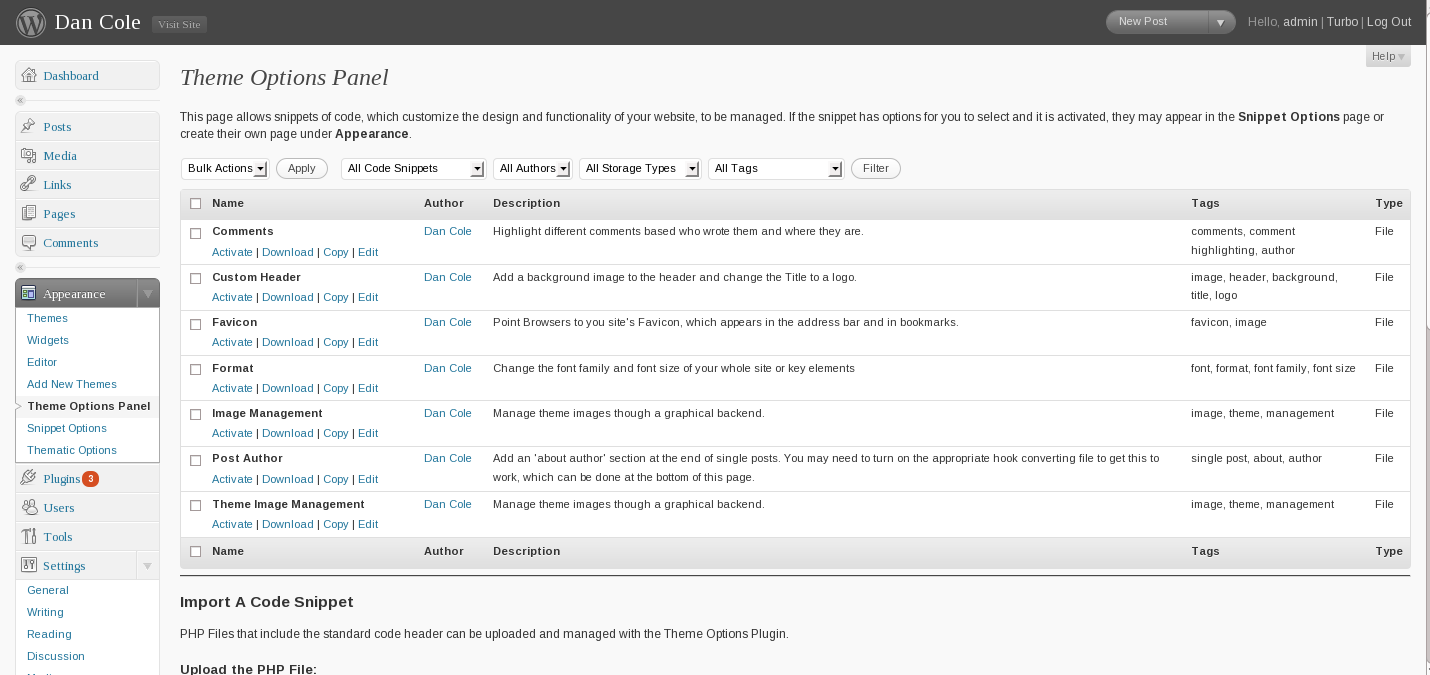 Dan Cole Visit Site
New Post
Hello, admin | Turbo | Log Out
Help
Dashboard
Posts
Media
Links
Pages
Comments
Appearance
Themes
Widgets
Editor
Add New Themes
Theme Options Panel
Snippet Options
Thematic Options
Plugins 3
Users
Tools
Settings
General
Writing
Reading
Discussion
Theme Options Panel
This page allows snippets of code, which customize the design and functionality of your website, to be managed. If the snippet has options for you to select and it is activated, they may appear in the Snippet Options page or
create their own page under Appearance.
Bulk Actions Apply All Code Snippets All Authors All Storage Types All Tags Filter
Name Author Description Tags Type
Comments Dan Cole Highlight different comments based who wrote them and where they are. comments, comment File
Activate | Download | Copy | Edit highlighting, author
Custom Header Dan Cole Add a background image to the header and change the Title to a logo. image, header, background, File
Activate | Download | Copy | Edit title, logo
Favicon Dan Cole Point Browsers to you site's Favicon, which appears in the address bar and in bookmarks. favicon, image File
Activate | Download | Copy | Edit
Format Dan Cole Change the font family and font size of your whole site or key elements font, format, font family, font size File
Activate | Download | Copy | Edit
Image Management Dan Cole Manage theme images though a graphical backend. image, theme, management File
Activate | Download | Copy | Edit
Post Author Dan Cole Add an 'about author' section at the end of single posts. You may need to turn on the appropriate hook converting file to get this to single post, about, author File
Activate | Download | Copy | Edit work, which can be done at the bottom of this page.
Theme Image Management Dan Cole Manage theme images though a graphical backend. image, theme, management File
Activate | Download | Copy | Edit
Name Author Description Tags Type
Import A Code Snippet
PHP Files that include the standard code header can be uploaded and managed with the Theme Options Plugin.
Upload the PHP File: